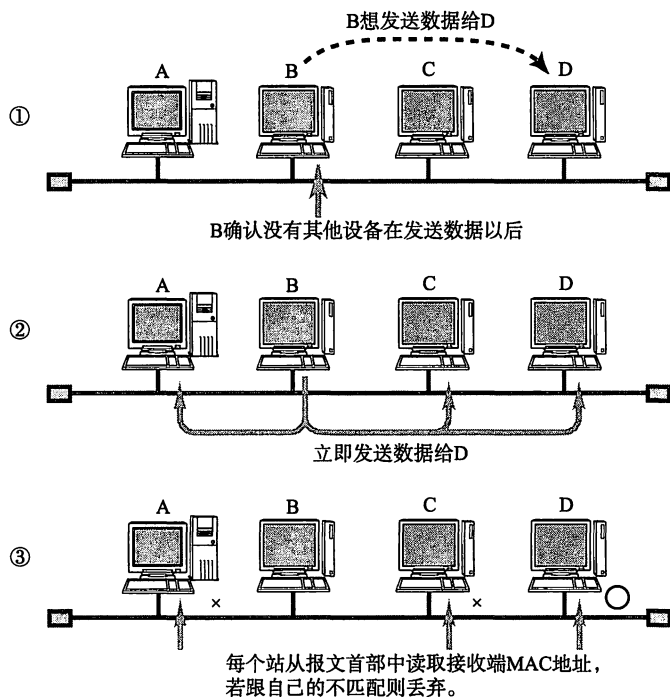 B想发送数据给D
A B C D
①
B确认没有其他设备在发送数据以后
A B C D
②
立即发送数据给D
A B C D
③
× ×
每个站从报文首部中读取接收端MAC地址，
若跟自己的不匹配则丢弃。